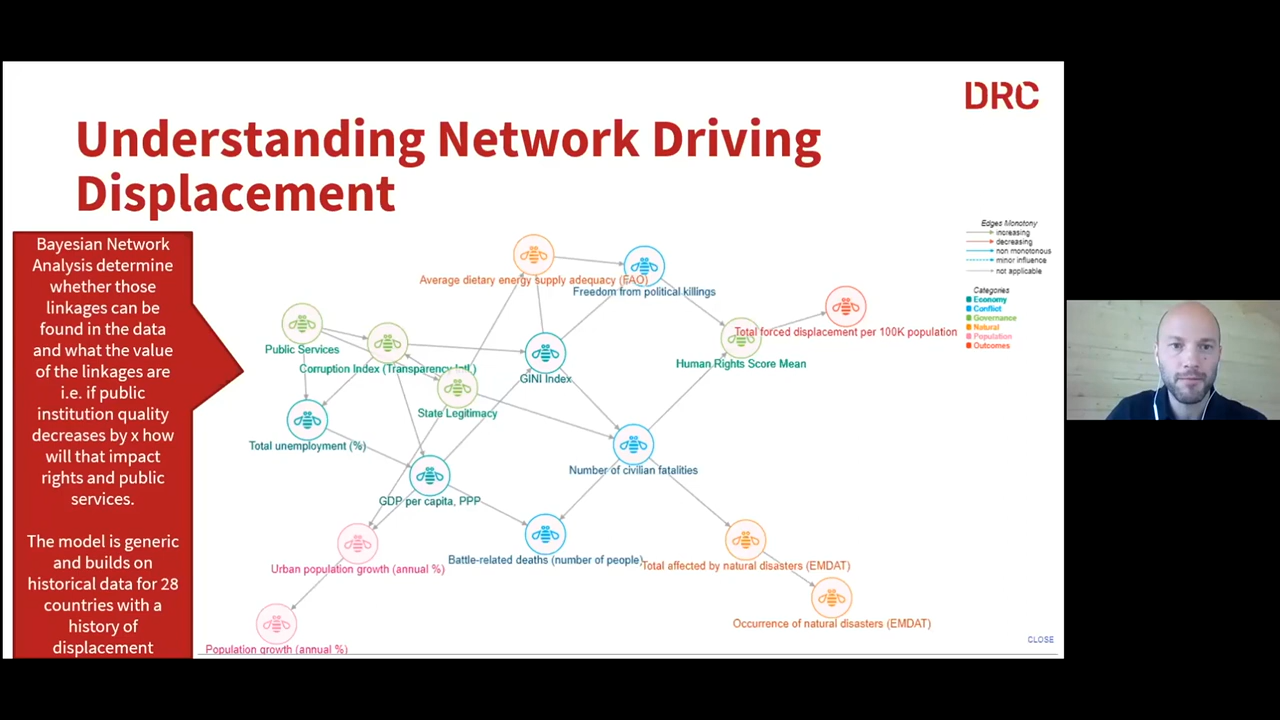 DRC
Understanding Network Driving
Displacement
Bayesian Network
Analysis determine
whether those
linkages can be
found in the data
and what the value
of the linkages are
i.e. if public
institution quality
decreases by x how
will that impact
rights and public
services.
The model is generic
and builds on
historical data for 28
countries with a
history of
displacement
Average dietary energy supply adequacy (FAO)
Freedom from political killings
Total forced displacement per 100K population
Public Services
Corruption Index (Transparency Intl.)
Human Rights Score Mean
GINI Index
State Legitimacy
Total unemployment (%)
Number of civilian fatalities
GDP per capita, PPP
Battle-related deaths (number of people)
Total affected by natural disasters (EMDAT)
Urban population growth (annual %)
Occurrence of natural disasters (EMDAT)
Population growth (annual %)
Edges Monotony
increasing
decreasing
non monotonous
minor influence
not applicable
Categories
Economy
Conflict
Governance
Natural
Population
Outcomes
CLOSE